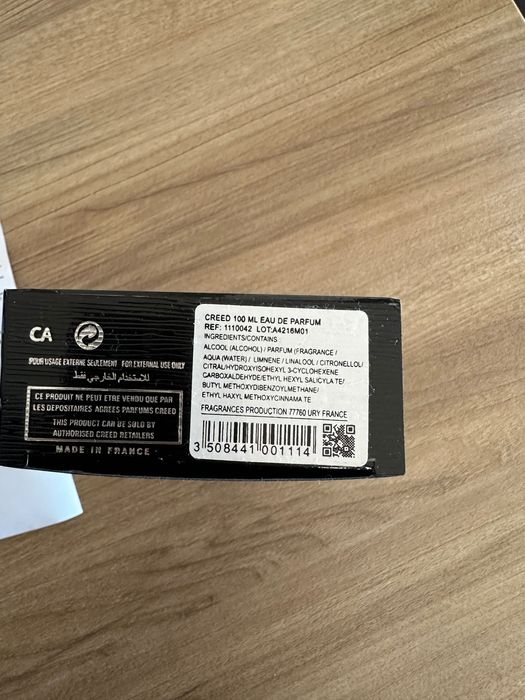 CA
POUR USAGE EXTERNE SEULEMENT FOR EXTERNAL USE ONLY
للاستخدام الخارجي فقط
CE PRODUIT NE PEUT ETRE VENDU QUE PAR
LES DEPOSITAIRES AGREES PARFUMS CREED
THIS PRODUCT CAN BE SOLD BY
AUTHORISED CREED RETAILERS
MADE IN FRANCE
CREED 100 ML EAU DE PARFUM
REF: 1110042 LOT:A4216M01
INGREDIENTS/CONTAINS :
ALCOOL (ALCOHOL) / PARFUM (FRAGRANCE /
AQUA (WATER) / LIMNENE / LINALOOL / CITRONELLOL/
CITRAL/HYDROXYISOHEXYL 3-CYCLOHEXENE
CARBOXALDEHYDE/ETHYL HEXYL SALICYLA TE/
BUTYL METHOXYDIBENZOYLMETHANE/
ETHYL HAXYL METHOXYCINNAMA TE
FRAGRANCES PRODUCTION 77760 URY FRANCE
3 508441 001114